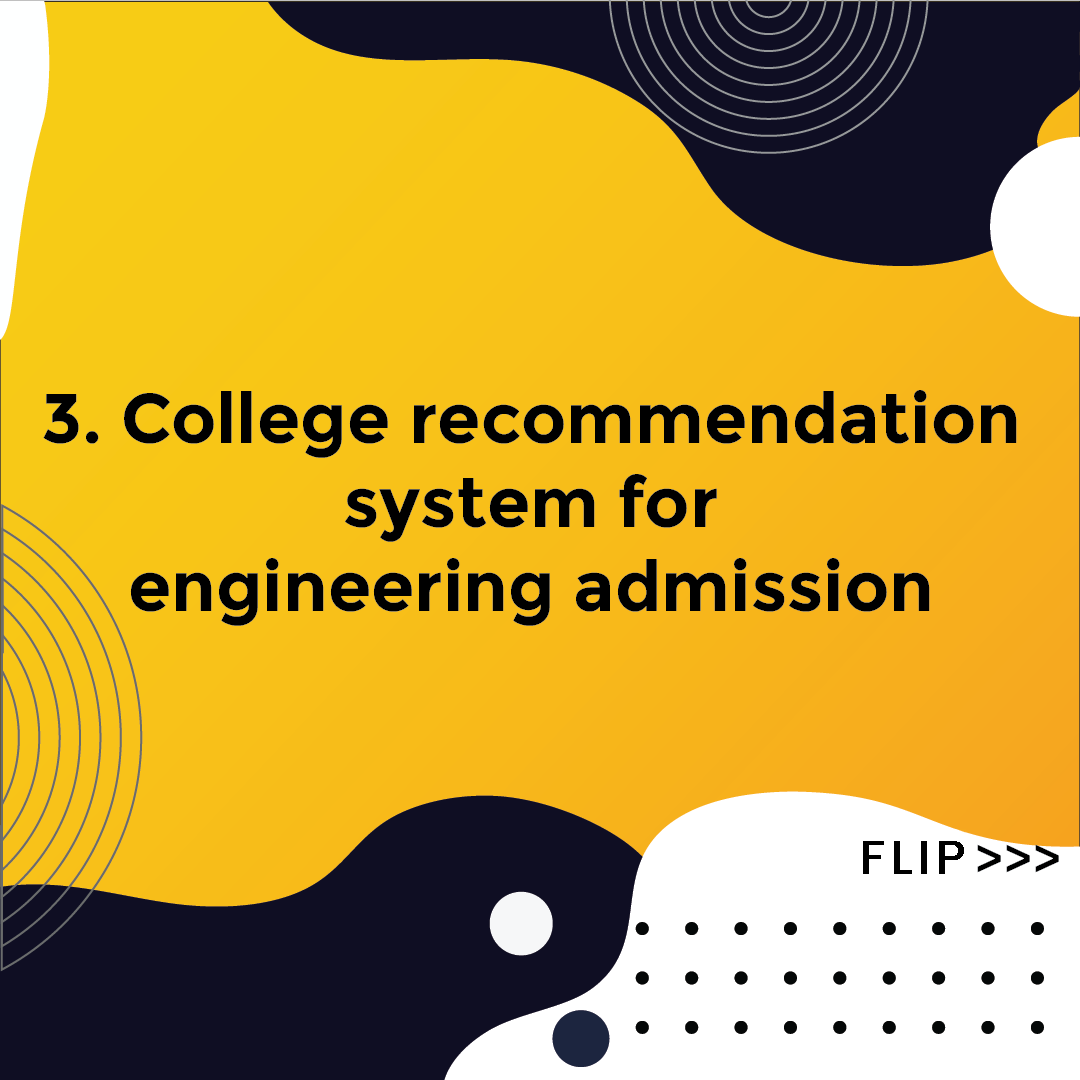 3. College recommendation
system for
engineering admission
FLIP >>>